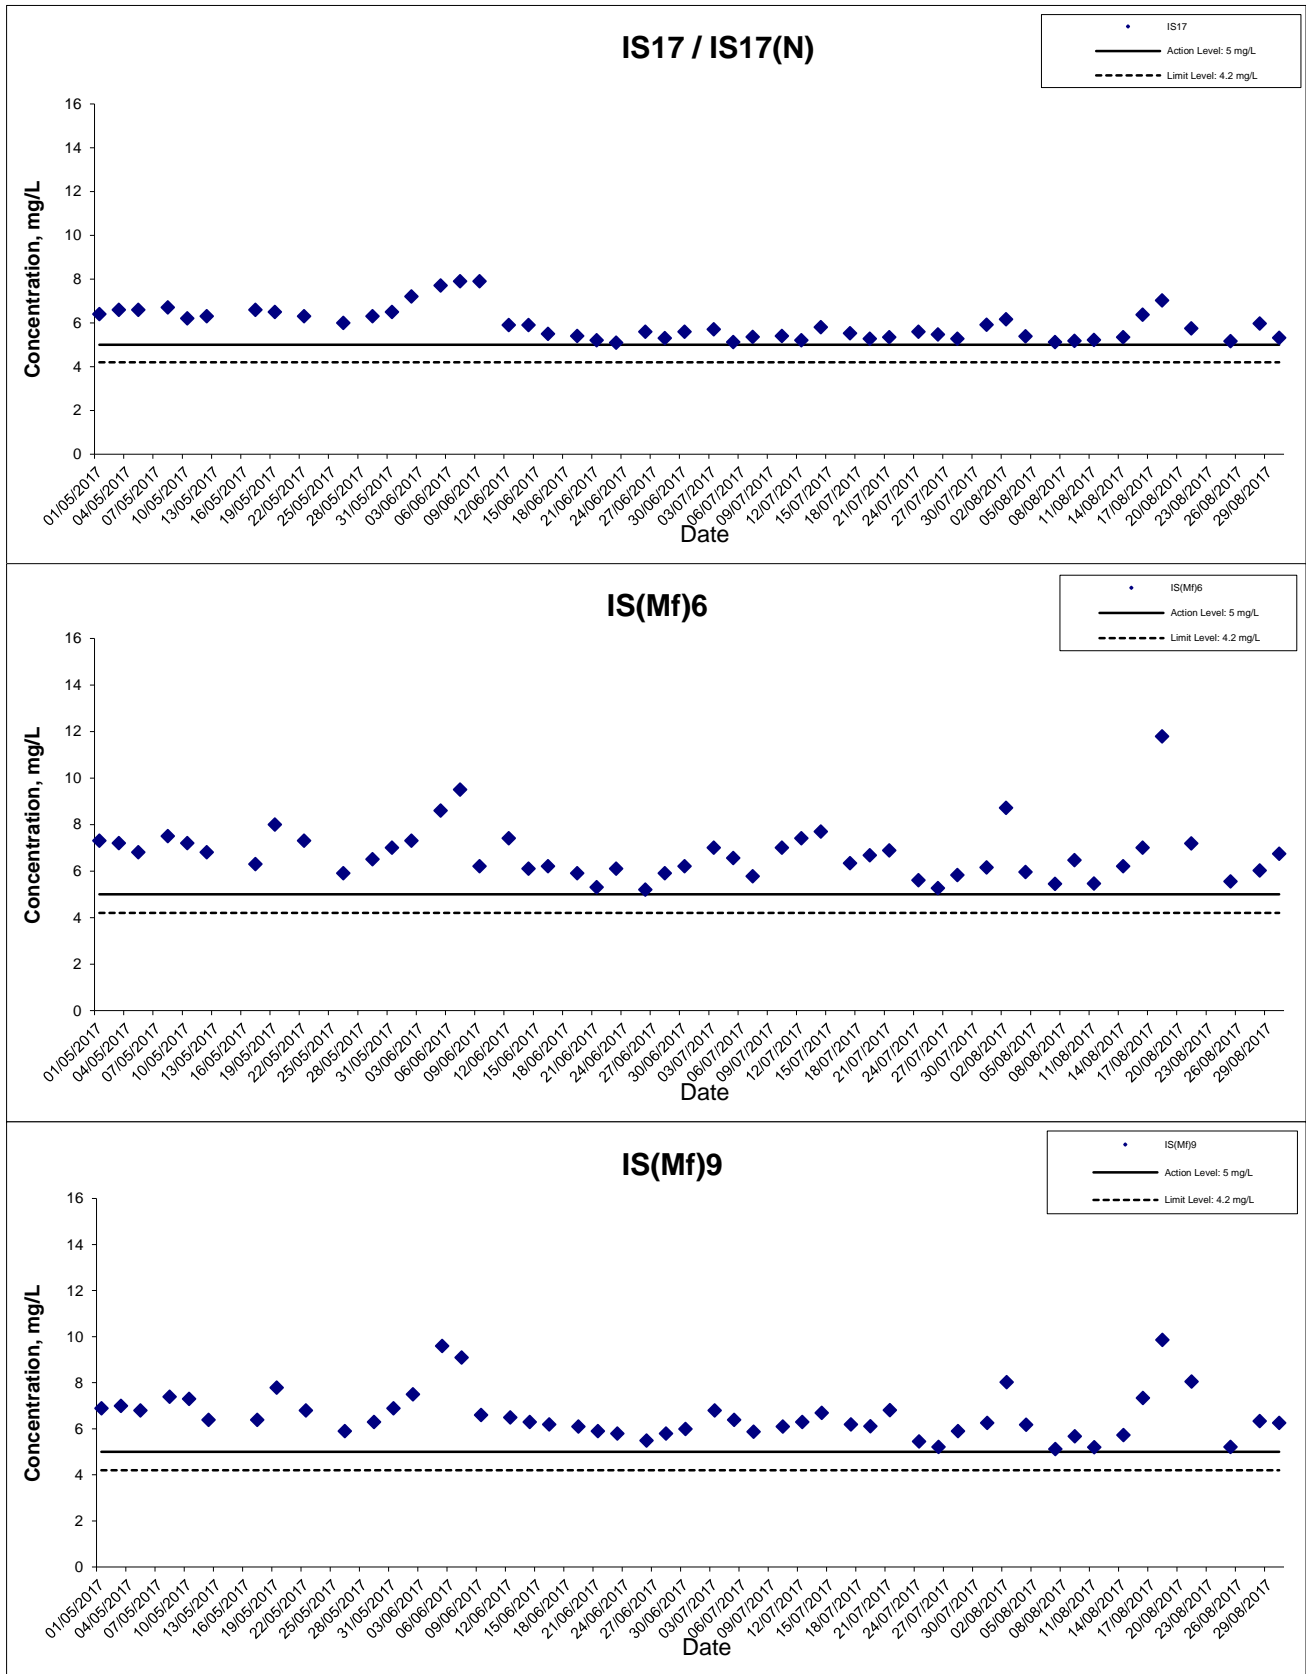 IS17 / IS17(N)
IS17
Action Level: 5 mg/L
Limit Level: 4.2 mg/L
Concentration, mg/L
16
14
12
10
8
6
4
2
0
01/05/2017 04/05/2017 07/05/2017 10/05/2017 13/05/2017 16/05/2017 19/05/2017 22/05/2017 25/05/2017 28/05/2017 31/05/2017 03/06/2017 06/06/2017 09/06/2017 12/06/2017 15/06/2017 18/06/2017 21/06/2017 24/06/2017 27/06/2017 30/06/2017 03/07/2017 06/07/2017 09/07/2017 12/07/2017 15/07/2017 18/07/2017 21/07/2017 24/07/2017 27/07/2017 30/07/2017 02/08/2017 05/08/2017 08/08/2017 11/08/2017 14/08/2017 17/08/2017 20/08/2017 23/08/2017 26/08/2017 29/08/2017
Date
IS(Mf)6
IS(Mf)6
Action Level: 5 mg/L
Limit Level: 4.2 mg/L
Concentration, mg/L
16
14
12
10
8
6
4
2
0
01/05/2017 04/05/2017 07/05/2017 10/05/2017 13/05/2017 16/05/2017 19/05/2017 22/05/2017 25/05/2017 28/05/2017 31/05/2017 03/06/2017 06/06/2017 09/06/2017 12/06/2017 15/06/2017 18/06/2017 21/06/2017 24/06/2017 27/06/2017 30/06/2017 03/07/2017 06/07/2017 09/07/2017 12/07/2017 15/07/2017 18/07/2017 21/07/2017 24/07/2017 27/07/2017 30/07/2017 02/08/2017 05/08/2017 08/08/2017 11/08/2017 14/08/2017 17/08/2017 20/08/2017 23/08/2017 26/08/2017 29/08/2017
Date
IS(Mf)9
IS(Mf)9
Action Level: 5 mg/L
Limit Level: 4.2 mg/L
Concentration, mg/L
16
14
12
10
8
6
4
2
0
01/05/2017 04/05/2017 07/05/2017 10/05/2017 13/05/2017 16/05/2017 19/05/2017 22/05/2017 25/05/2017 28/05/2017 31/05/2017 03/06/2017 06/06/2017 09/06/2017 12/06/2017 15/06/2017 18/06/2017 21/06/2017 24/06/2017 27/06/2017 30/06/2017 03/07/2017 06/07/2017 09/07/2017 12/07/2017 15/07/2017 18/07/2017 21/07/2017 24/07/2017 27/07/2017 30/07/2017 02/08/2017 05/08/2017 08/08/2017 11/08/2017 14/08/2017 17/08/2017 20/08/2017 23/08/2017 26/08/2017 29/08/2017
Date